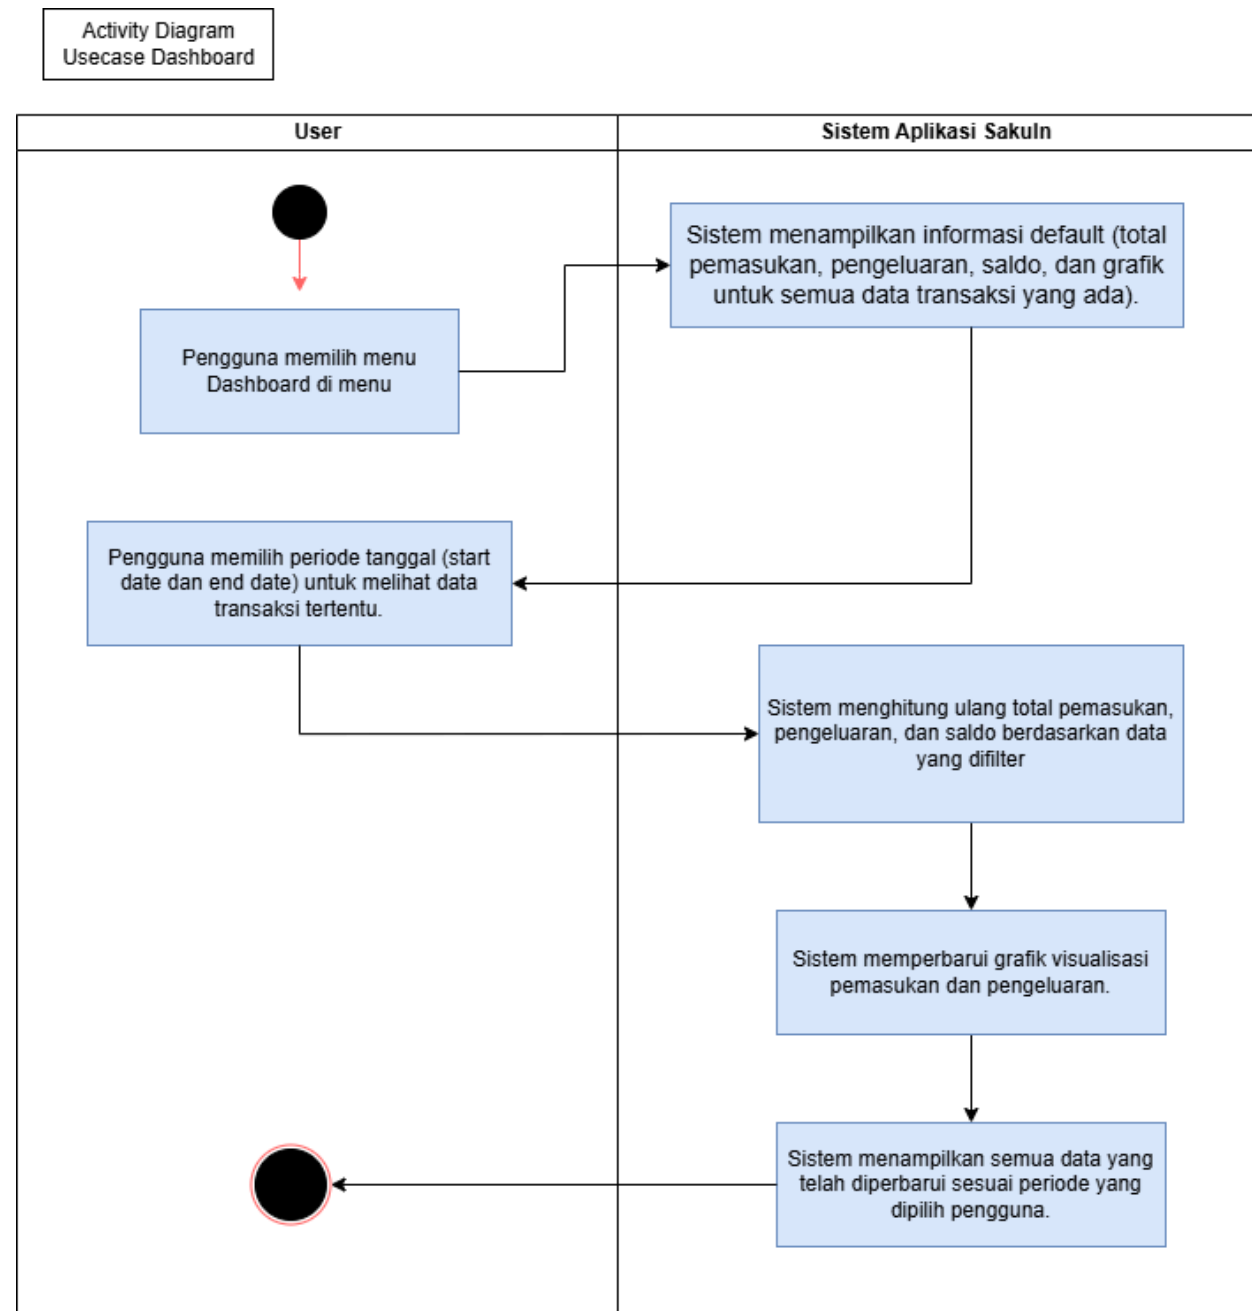 Activity Diagram
Usecase Dashboard
User
Sistem Aplikasi SakuIn
Sistem menampilkan informasi default (total
pemasukan, pengeluaran, saldo, dan grafik
untuk semua data transaksi yang ada).
Pengguna memilih menu
Dashboard di menu
Pengguna memilih periode tanggal (start
date dan end date) untuk melihat data
transaksi tertentu.
Sistem menghitung ulang total pemasukan,
pengeluaran, dan saldo berdasarkan data
yang difilter
Sistem memperbarui grafik visualisasi
pemasukan dan pengeluaran.
Sistem menampilkan semua data yang
telah diperbarui sesuai periode yang
dipilih pengguna.